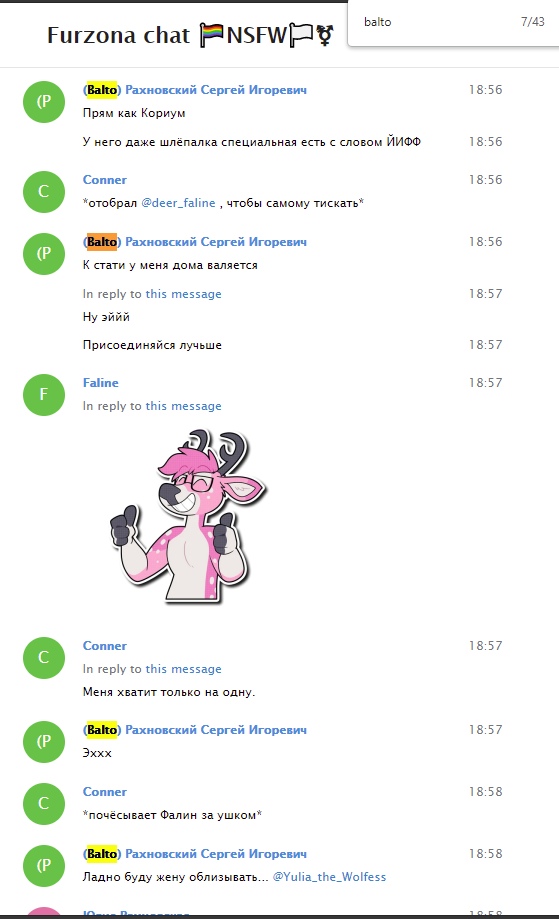 Furzona chat 🏳️‍🌈NSFW🏳️⚧
balto 7/43
(Balto) Рахновский Сергей Игоревич 18:56
Прям как Кориум
У него даже шлёпалка специальная есть с словом ЙИФФ 18:56
Conner 18:56
*отобрал @deer_faline , чтобы самому тискать*
(Balto) Рахновский Сергей Игоревич 18:56
К стати у меня дома валяется
In reply to this message 18:57
Ну эййй
Присоединяйся лучьше 18:57
Faline 18:57
In reply to this message
Conner 18:57
In reply to this message
Меня хватит только на одну.
(Balto) Рахновский Сергей Игоревич 18:57
Эххх
Conner 18:58
*почёсывает Фалин за ушком*
(Balto) Рахновский Сергей Игоревич 18:58
Ладно буду жену облизывать... @Yulia_the_Wolfess
(P
C
(P
F
C
(P
C
(P